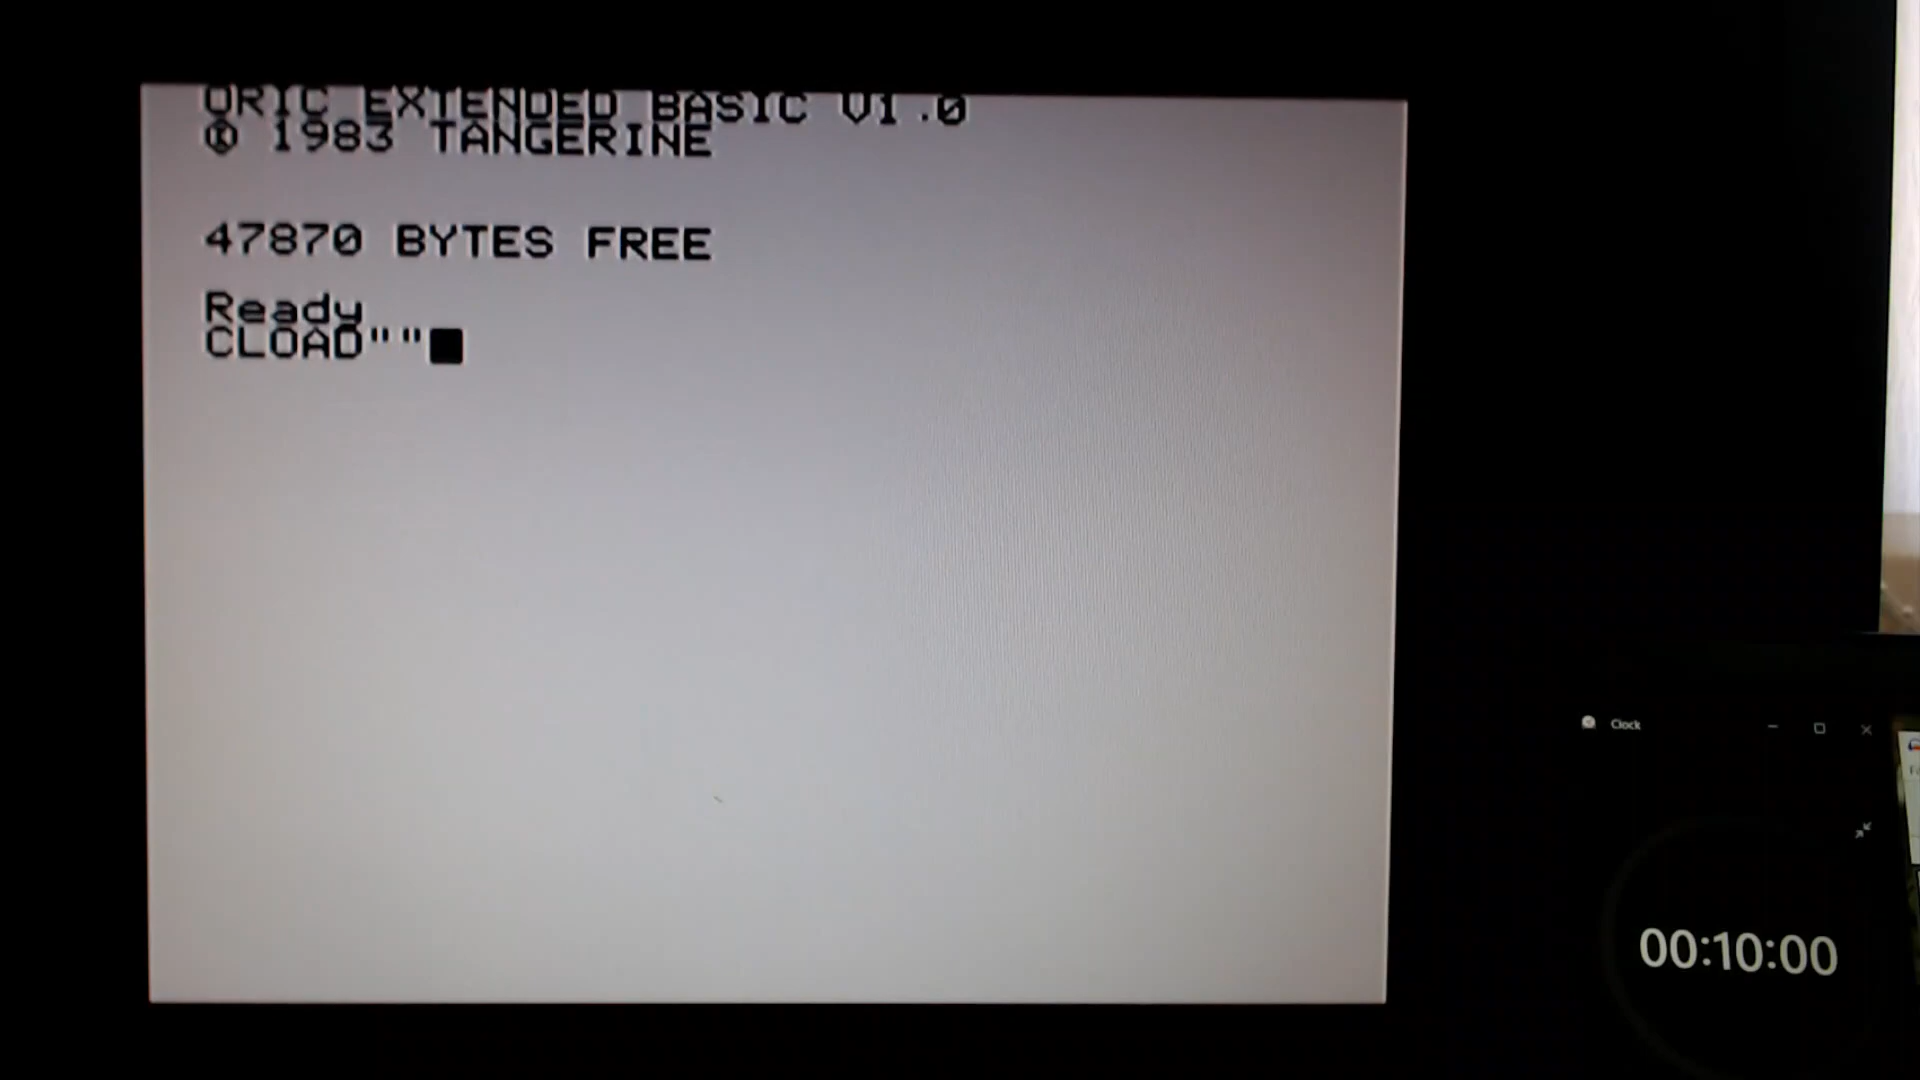 ORIC EXTENDED BASIC V1.0
® 1983 TANGERINE
47870 BYTES FREE
Ready
CLOAD""
Clock
00:10:00